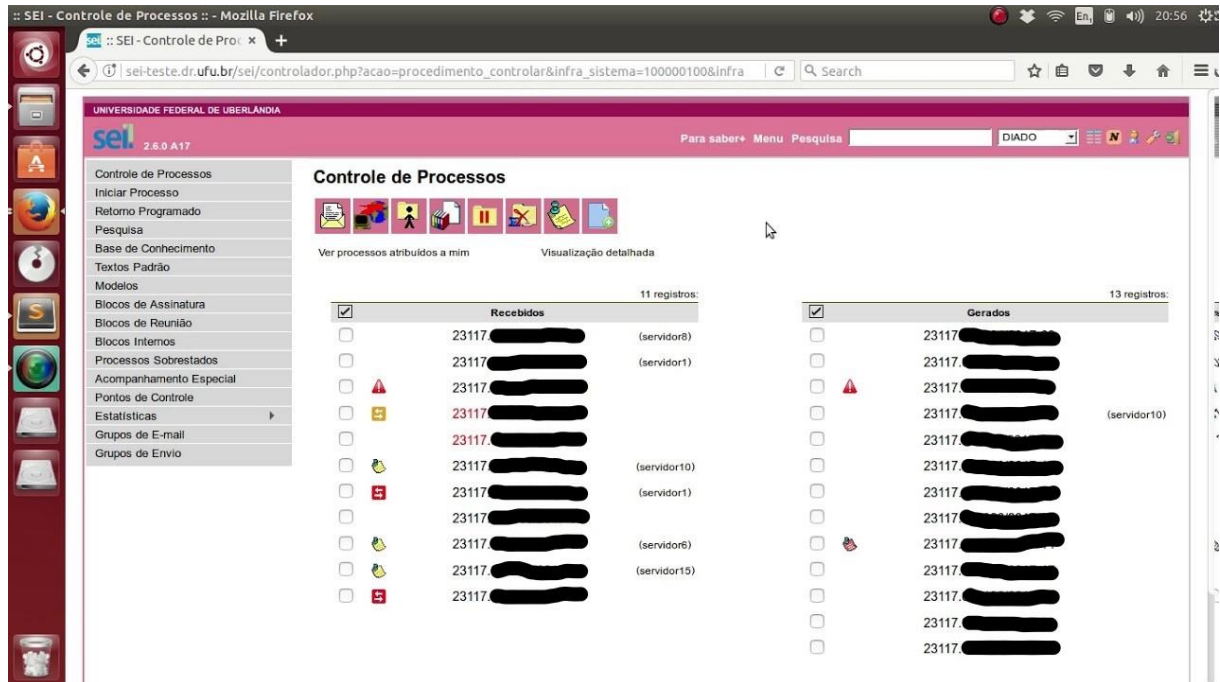 :: SEI - Controle de Processos :: - Mozilla Firefox
En
20:56
sei :: SEI - Controle de Proc × +
sei-teste.dr.ufu.br/sei/controlador.php?acao=procedimento_controlar&infra_sistema=100000100&infra
Search
UNIVERSIDADE FEDERAL DE UBERLÂNDIA
sei. 2.6.0 A17
Para saber+ Menu Pesquisa
DIADO
N
Controle de Processos
Iniciar Processo
Retorno Programado
Pesquisa
Base de Conhecimento
Textos Padrão
Modelos
Blocos de Assinatura
Blocos de Reunião
Blocos Internos
Processos Sobrestados
Acompanhamento Especial
Pontos de Controle
Estatísticas
Grupos de E-mail
Grupos de Envio
Controle de Processos
Ver processos atribuídos a mim
Visualização detalhada
11 registros:
Recebidos
23117. (servidor8)
23117. (servidor1)
23117.
23117
23117.
23117. (servidor10)
23117 (servidor1)
23117
23117. (servidor6)
23117. (servidor15)
23117.
13 registros:
Gerados
23117
23117.
23117.
23117. (servidor10)
23117.
23117.
23117.
23117.
23117.
23117.
23117.
23117.
23117.